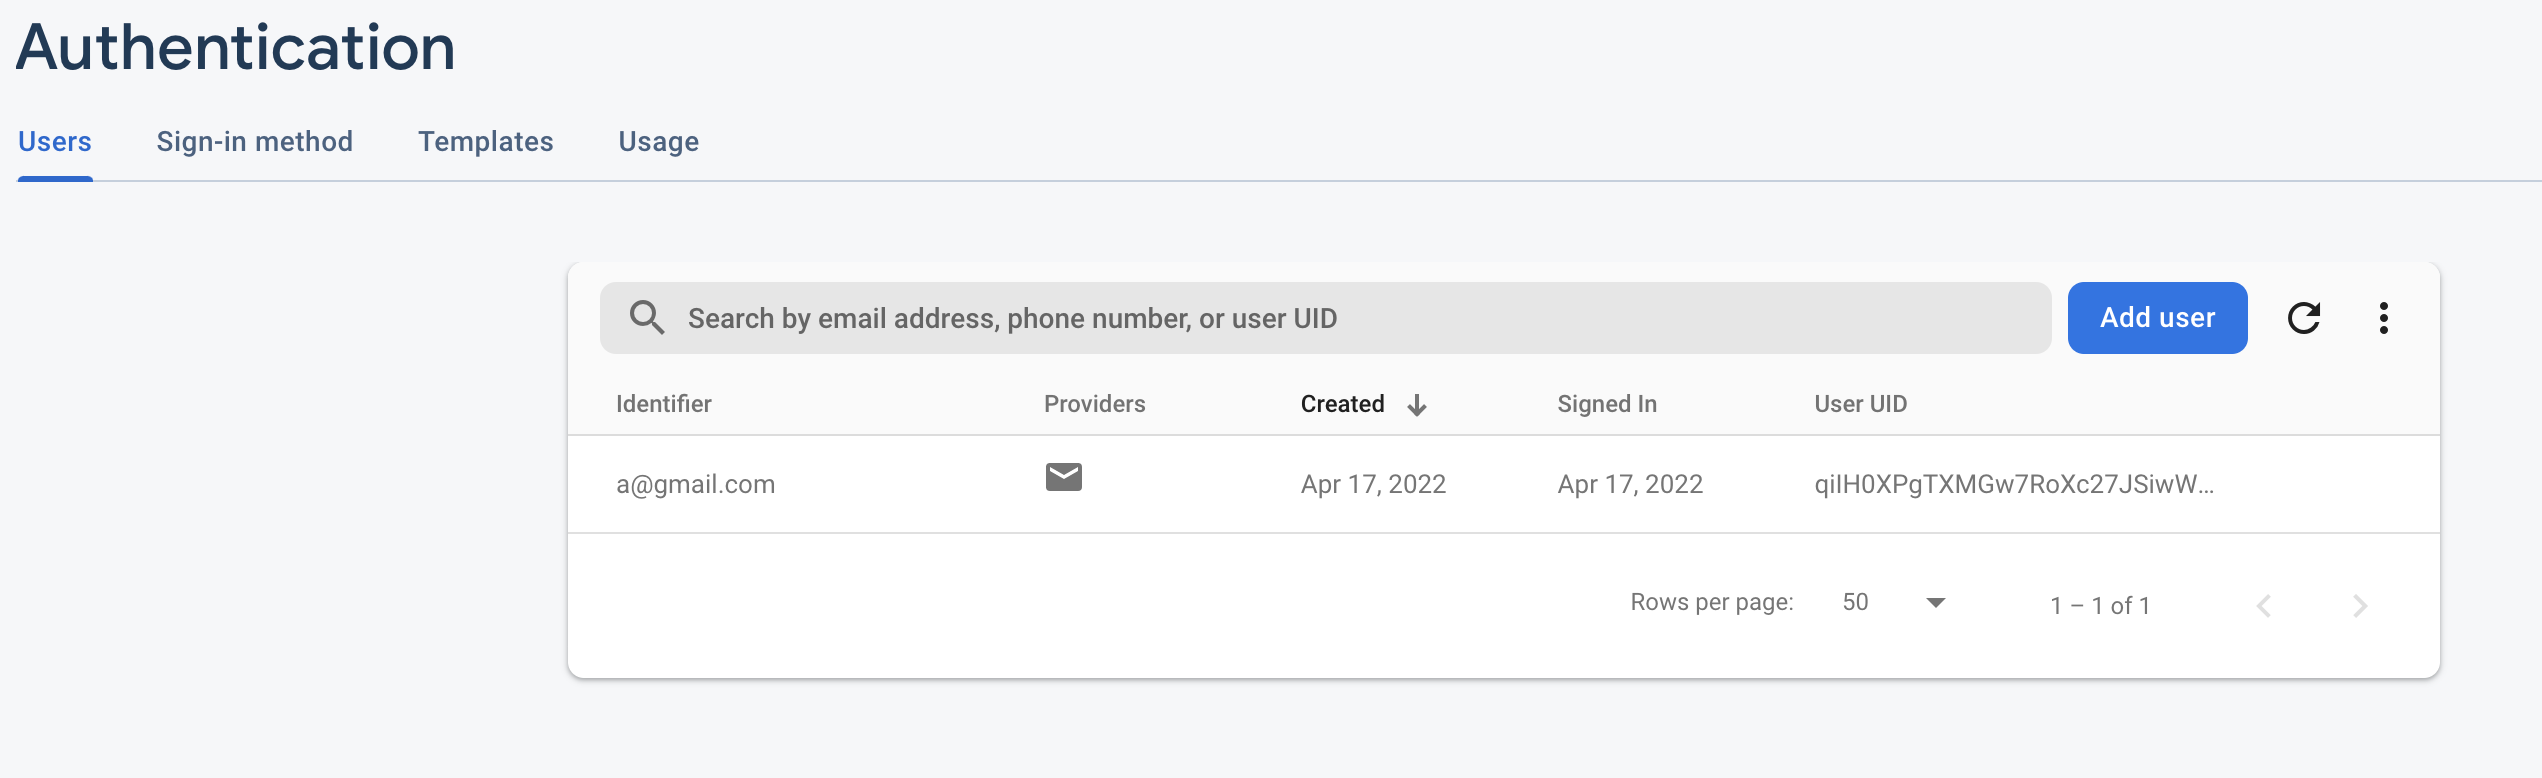 Authentication
Users Sign-in method Templates Usage
Search by email address, phone number, or user UID Add user
Identifier Providers Created Signed In User UID
a@gmail.com Apr 17, 2022 Apr 17, 2022 qiIH0XPgTXMGw7RoXc27JSiwW...
Rows per page: 50 1 – 1 of 1